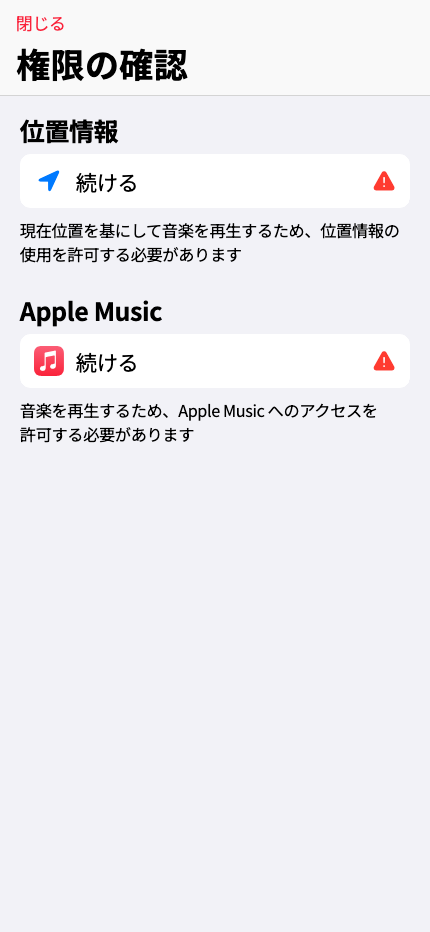 閉じる
権限の確認
位置情報
続ける
現在位置を基にして音楽を再生するため、位置情報の
使用を許可する必要があります
Apple Music
続ける
音楽を再生するため、Apple Music へのアクセスを
許可する必要があります